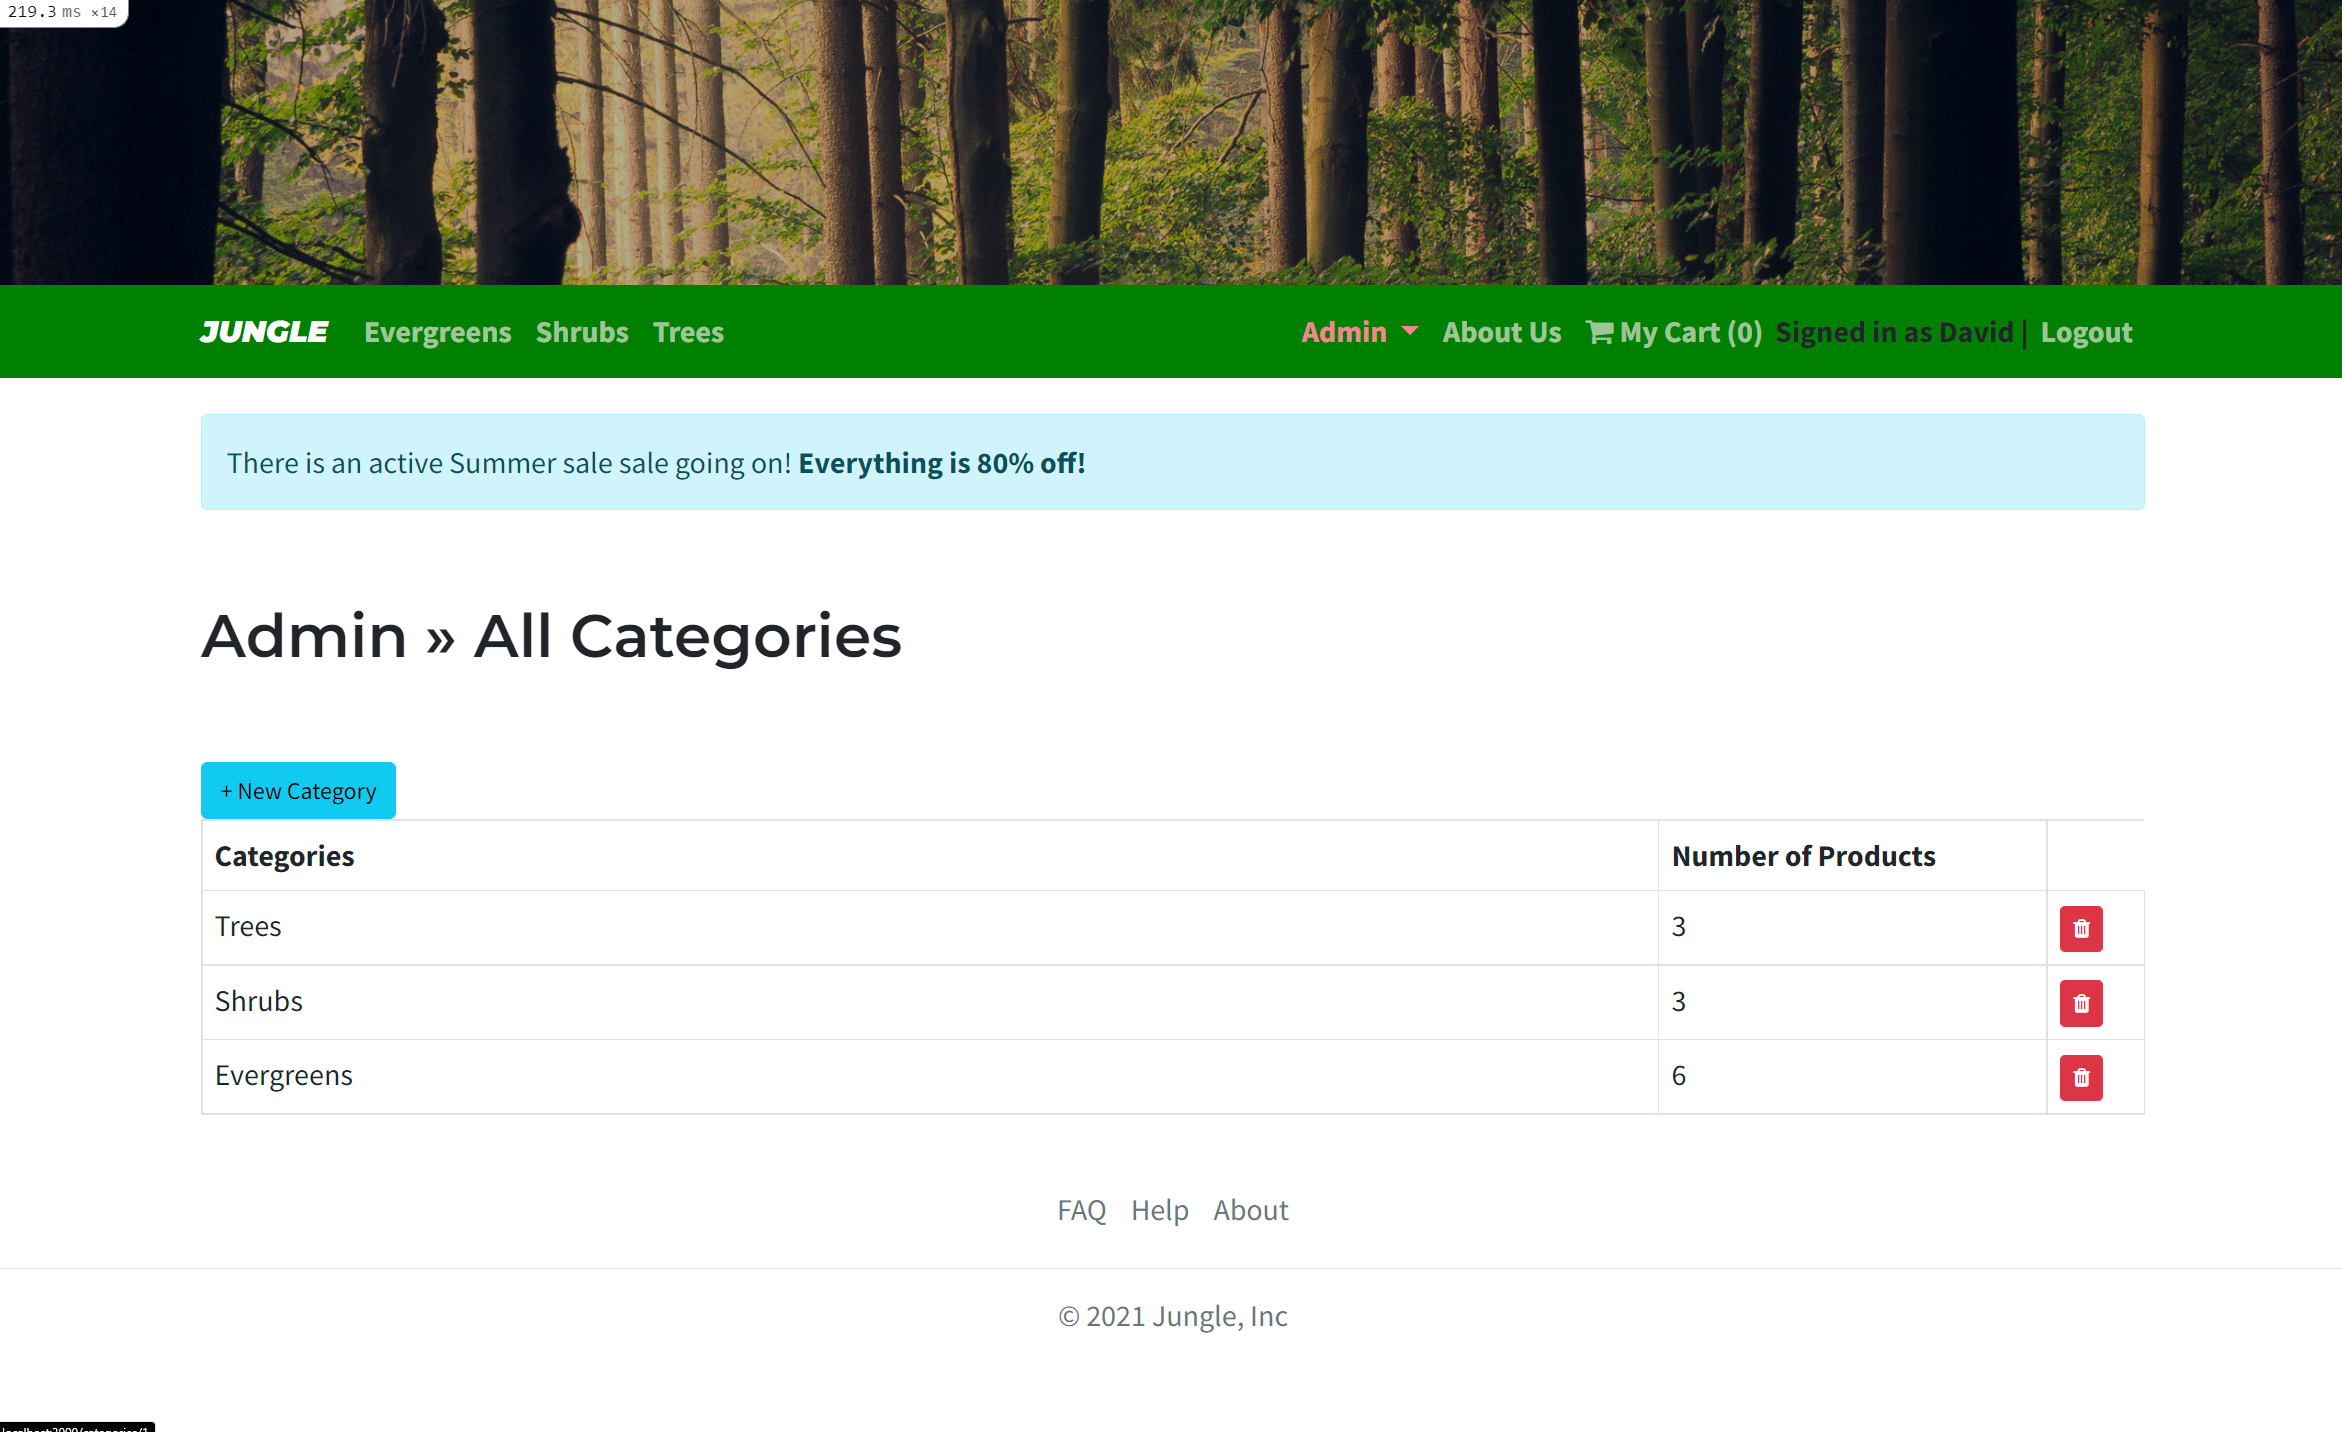 219.3 ms ×14
JUNGLE Evergreens Shrubs Trees Admin About Us My Cart (0) Signed in as David | Logout
There is an active Summer sale sale going on! Everything is 80% off!
Admin » All Categories
+ New Category
Categories Number of Products
Trees 3
Shrubs 3
Evergreens 6
FAQ Help About
© 2021 Jungle, Inc